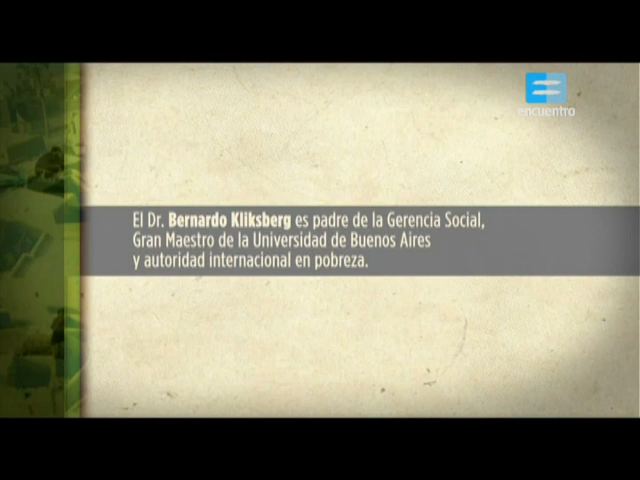 encuentro
El Dr. Bernardo Kliksberg es padre de la Gerencia Social,
Gran Maestro de la Universidad de Buenos Aires
y autoridad internacional en pobreza.